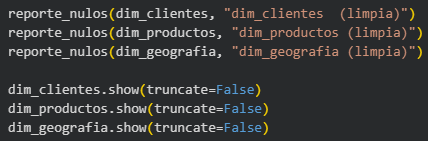 reporte_nulos(dim_clientes, "dim_clientes  (limpia)")
reporte_nulos(dim_productos, "dim_productos (limpia)")
reporte_nulos(dim_geografia, "dim_geografia (limpia)")
dim_clientes.show(truncate=False)
dim_productos.show(truncate=False)
dim_geografia.show(truncate=False)